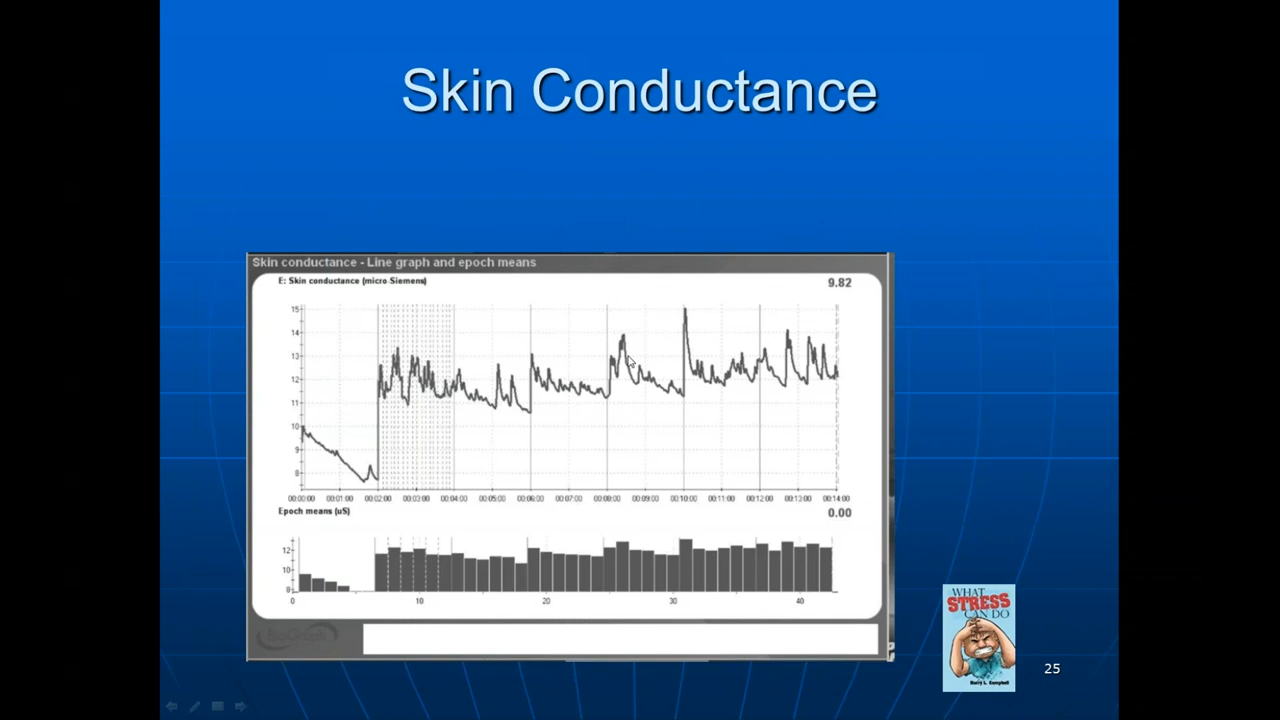 Skin Conductance
Skin conductance - Line graph and epoch means
E: Skin conductance (micro-Siemens)
9.82
15
14
13
12
11
10
9
8
00:00:00 00:01:00 00:02:00 00:03:00 00:04:00 00:05:00 00:06:00 00:07:00 00:08:00 00:09:00 00:10:00 00:11:00 00:12:00 00:13:00 00:14:00
Epoch means (uS)
0.00
12
10
8
0 10 20 30 40
BioGraph
WHAT
STRESS
CAN DO
Harry L. Campbell
25